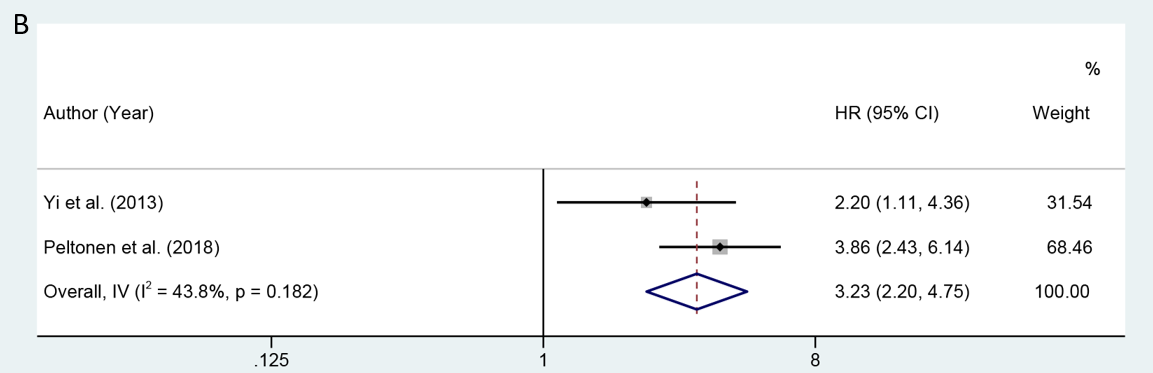 B
%
Author (Year) HR (95% CI) Weight
Yi et al. (2013) 2.20 (1.11, 4.36) 31.54
Peltonen et al. (2018) 3.86 (2.43, 6.14) 68.46
Overall, IV (I² = 43.8%, p = 0.182) 3.23 (2.20, 4.75) 100.00
.125 1 8